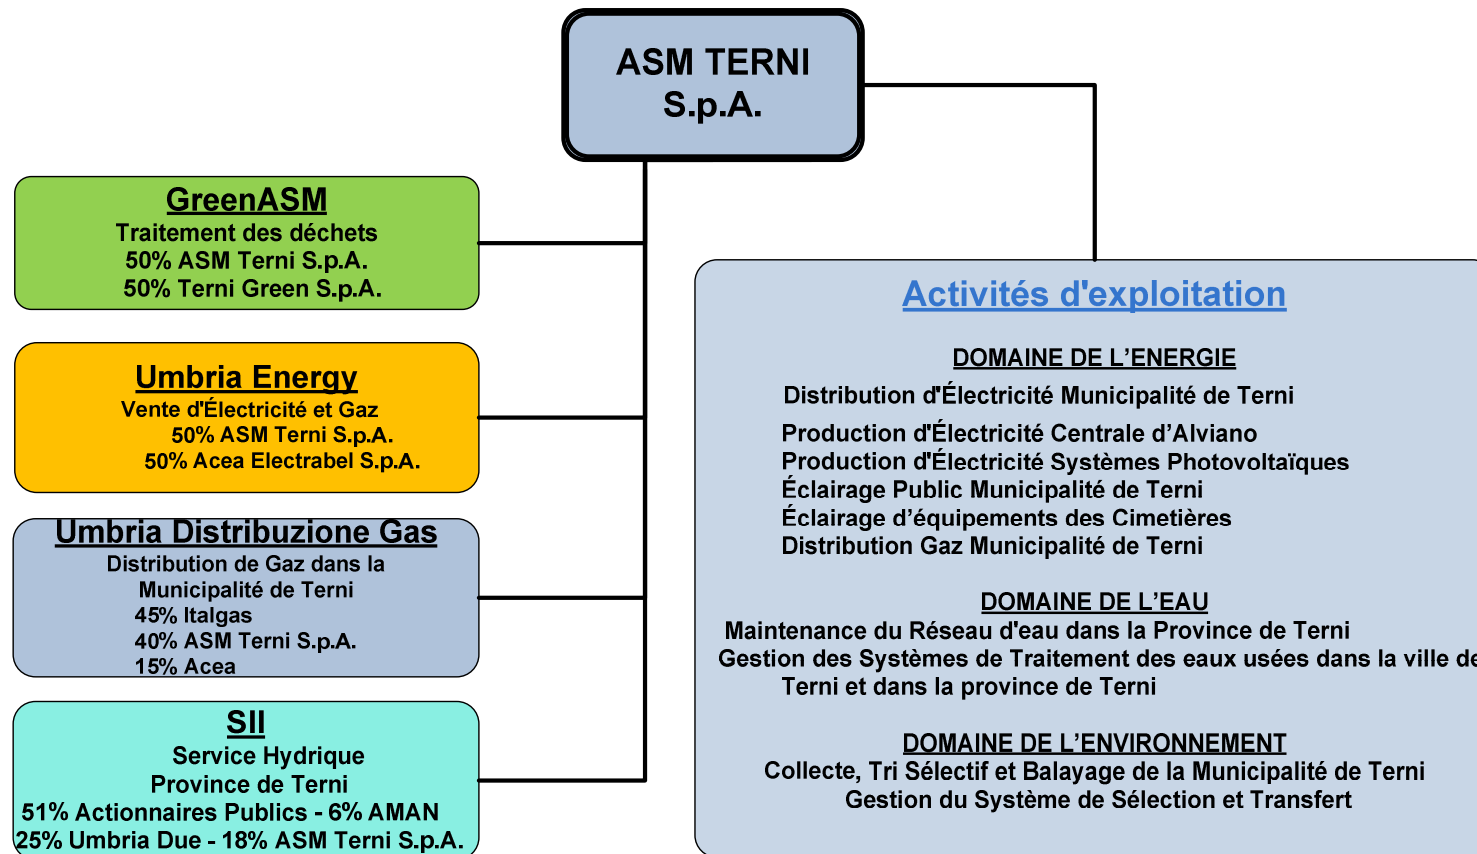 ASM TERNI
S.p.A.
GreenASM
Traitement des déchets
50% ASM Terni S.p.A.
50% Terni Green S.p.A.
Umbria Energy
Vente d'Électricité et Gaz
50% ASM Terni S.p.A.
50% Acea Electrabel S.p.A.
Umbria Distribuzione Gas
Distribution de Gaz dans la
Municipalité de Terni
45% Italgas
40% ASM Terni S.p.A.
15% Acea
SII
Service Hydrique
Province de Terni
51% Actionnaires Publics - 6% AMAN
25% Umbria Due - 18% ASM Terni S.p.A.
Activités d'exploitation
DOMAINE DE L’ENERGIE
Distribution d'Électricité Municipalité de Terni
Production d'Électricité Centrale d’Alviano
Production d'Électricité Systèmes Photovoltaïques
Éclairage Public Municipalité de Terni
Éclairage d’équipements des Cimetières
Distribution Gaz Municipalité de Terni
DOMAINE DE L’EAU
Maintenance du Réseau d'eau dans la Province de Terni
Gestion des Systèmes de Traitement des eaux usées dans la ville de
Terni et dans la province de Terni
DOMAINE DE L’ENVIRONNEMENT
Collecte, Tri Sélectif et Balayage de la Municipalité de Terni
Gestion du Système de Sélection et Transfert